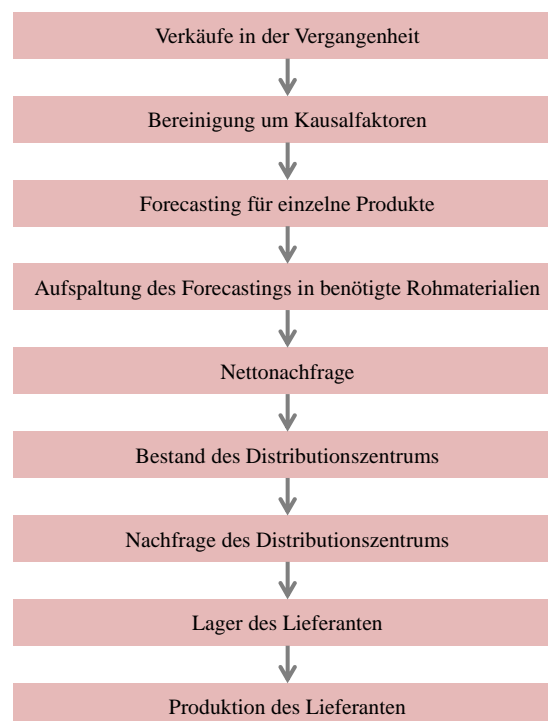 Verkäufe in der Vergangenheit
Bereinigung um Kausalfaktoren
Forecasting für einzelne Produkte
Aufspaltung des Forecastings in benötigte Rohmaterialien
Nettonachfrage
Bestand des Distributionszentrums
Nachfrage des Distributionszentrums
Lager des Lieferanten
Produktion des Lieferanten